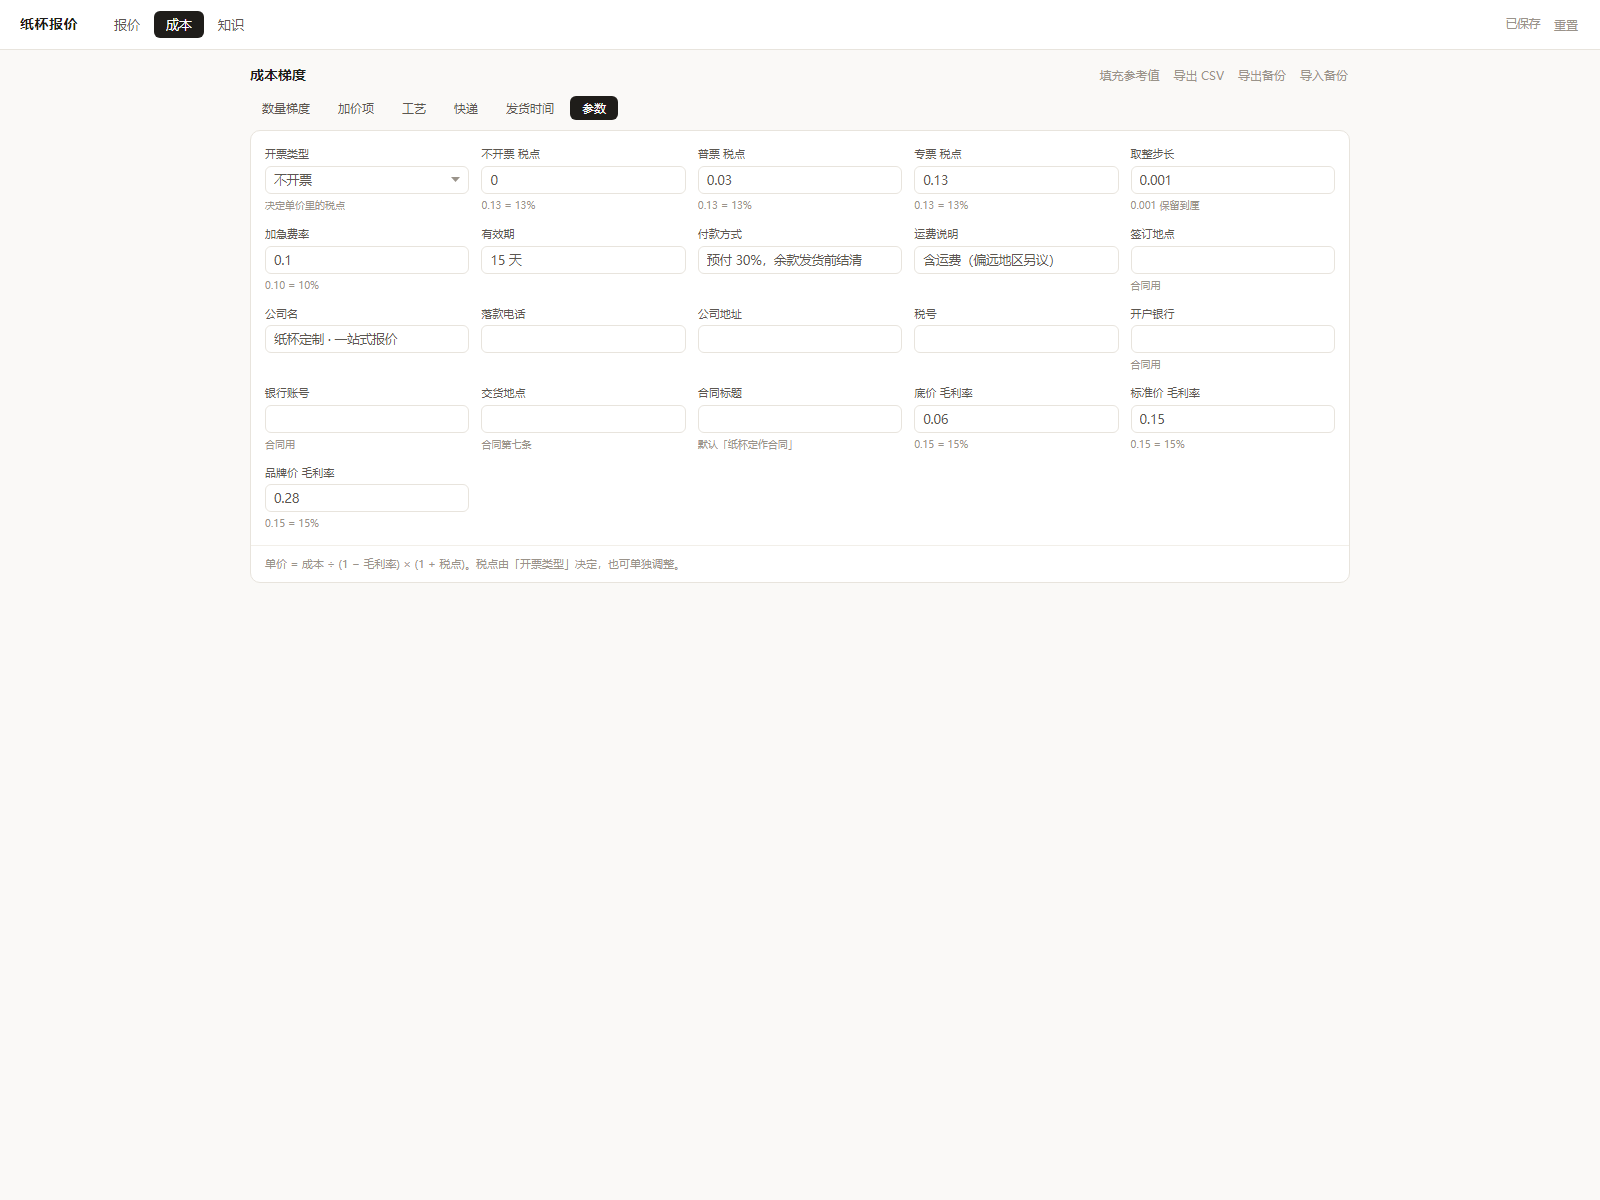 纸杯报价 报价 成本 知识 已保存 重置
成本梯度 填充参考值 导出 CSV 导出备份 导入备份
数量梯度 加价项 工艺 快递 发货时间 参数
开票类型 不开票 税点 普票 税点 专票 税点 取整步长
不开票 0 0.03 0.13 0.001
决定单价里的税点 0.13 = 13% 0.13 = 13% 0.13 = 13% 0.001 保留到厘
加急费率 有效期 付款方式 运费说明 签订地点
0.1 15 天 预付 30%，余款发货前结清 含运费（偏远地区另议）
0.10 = 10% 合同用
公司名 落款电话 公司地址 税号 开户银行
纸杯定制 · 一站式报价
合同用
银行账号 交货地点 合同标题 底价 毛利率 标准价 毛利率
0.06 0.15
合同用 合同第七条 默认「纸杯定作合同」 0.15 = 15% 0.15 = 15%
品牌价 毛利率
0.28
0.15 = 15%
单价 = 成本 ÷ (1 − 毛利率) × (1 + 税点)。税点由「开票类型」决定，也可单独调整。